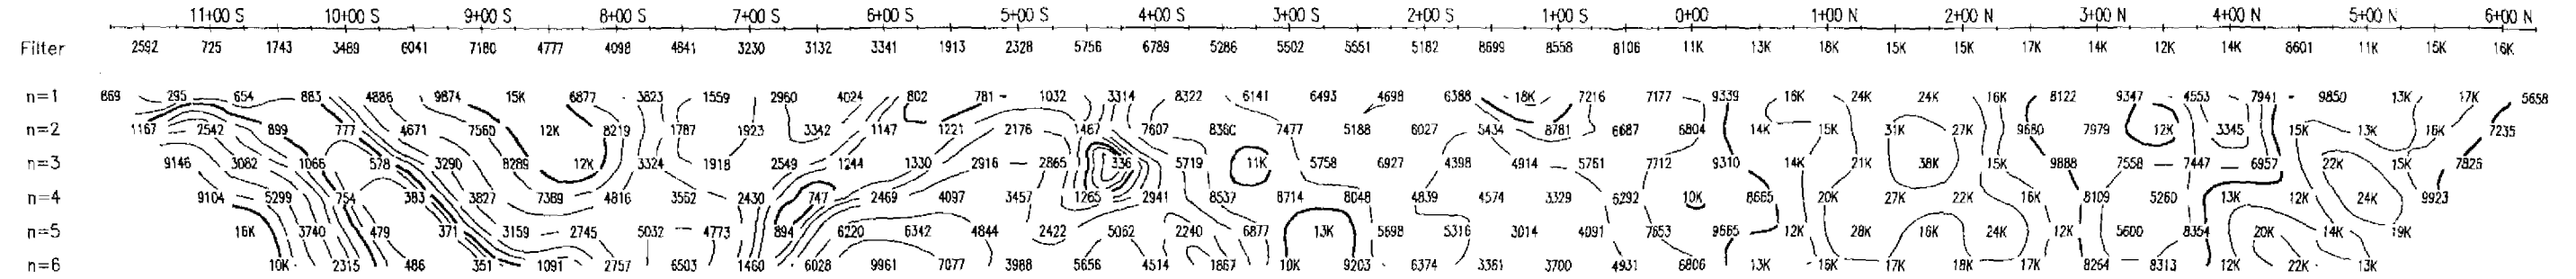 11+00 S 10+00 S 9+00 S 8+00 S 7+00 S 6+00 S 5+00 S 4+00 S 3+00 S 2+00 S 1+00 S 0+00 1+00 N 2+00 N 3+00 N 4+00 N 5+00 N 6+00 N
Filter 2592 725 1743 3489 6041 7180 4777 4098 4841 3230 3132 3341 1913 2328 5756 6789 5286 5502 5551 5182 8699 8558 8106 11K 13K 18K 15K 15K 17K 14K 12K 14K 8601 11K 15K 16K
n=1 869 295 654 883 4886 9874 15K 6877 3823 1559 2960 4024 802 781 1032 3314 8322 6141 6493 4698 6388 18K 7216 7177 9339 16K 24K 24K 16K 8122 9347 4553 7941 9850 13K 17K 5658
n=2 1167 2542 899 777 4671 7560 12K 8219 1787 1923 3342 1147 1221 2176 1467 7607 7477 5188 6027 5434 8781 6687 6804 14K 15K 31K 27K 9680 7979 12K 3345 15K 13K 16K 7235
n=3 9146 3082 1066 578 3290 8289 12K 3324 1918 2549 1244 1330 2916 2865 336 5719 11K 5758 6927 4398 4914 5761 7712 9310 14K 21K 38K 15K 9888 7558 7447 6957 22K 15K 7826
n=4 9104 5299 754 383 3827 7389 4816 3562 2430 747 2469 4097 3457 1265 2941 8537 8714 8048 4839 4574 3329 6292 10K 8665 20K 27K 22K 16K 8109 5260 13K 12K 24K 9923
n=5 16K 3740 479 371 3159 2745 5032 4773 894 6220 6342 4844 2422 5062 2240 6877 13K 5698 5316 3014 4091 7653 9565 12K 28K 16K 24K 12K 5600 8354 20K 14K 19K
n=6 10K 2315 486 351 1091 2757 6503 1460 6028 9961 7077 3988 5656 4514 1867 10K 9203 6374 3361 3700 4931 6806 13K 16K 17K 18K 17K 8264 8313 12K 22K 13K